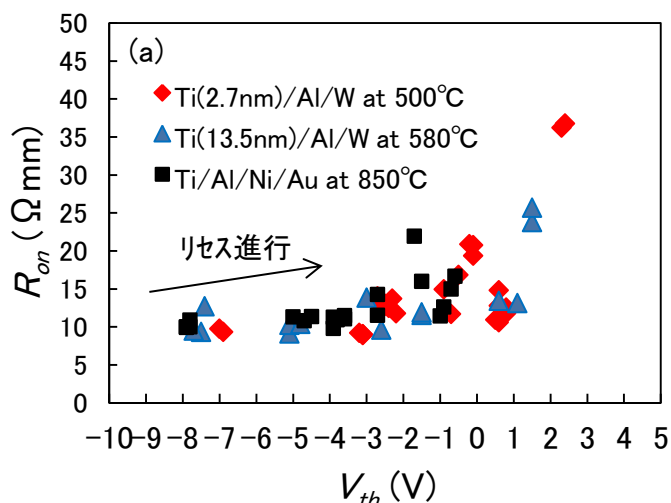 (a)
Ti(2.7nm)/Al/W at 500℃
Ti(13.5nm)/Al/W at 580℃
Ti/Al/Ni/Au at 850℃
リセス進行
R_on (Ωmm)
50
45
40
35
30
25
20
15
10
5
0
-10 -9 -8 -7 -6 -5 -4 -3 -2 -1 0 1 2 3 4 5
V_th (V)